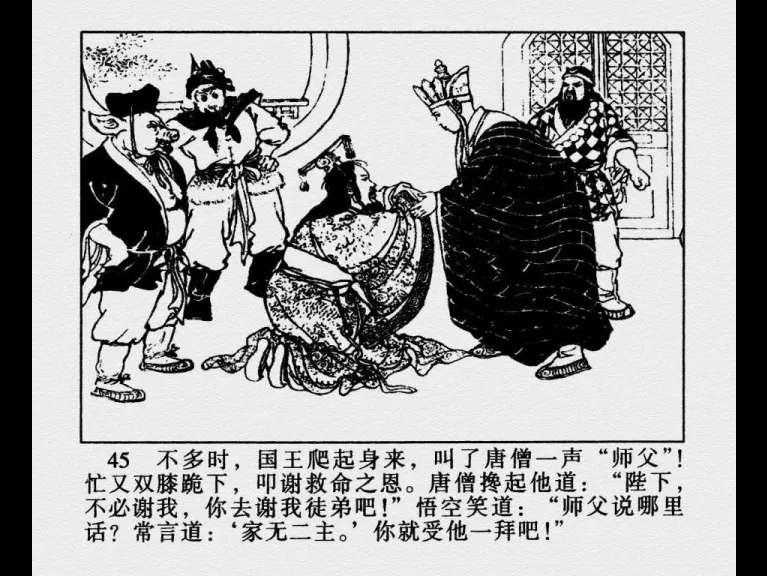 45 不多时，国王爬起身来，叫了唐僧一声“师父”！
忙又双膝跪下，叩谢救命之恩。唐僧搀起他道：“陛下，
不必谢我，你去谢我徒弟吧！”悟空笑道：“师父说哪里
话？常言道：‘家无二主。’你就受他一拜吧！”